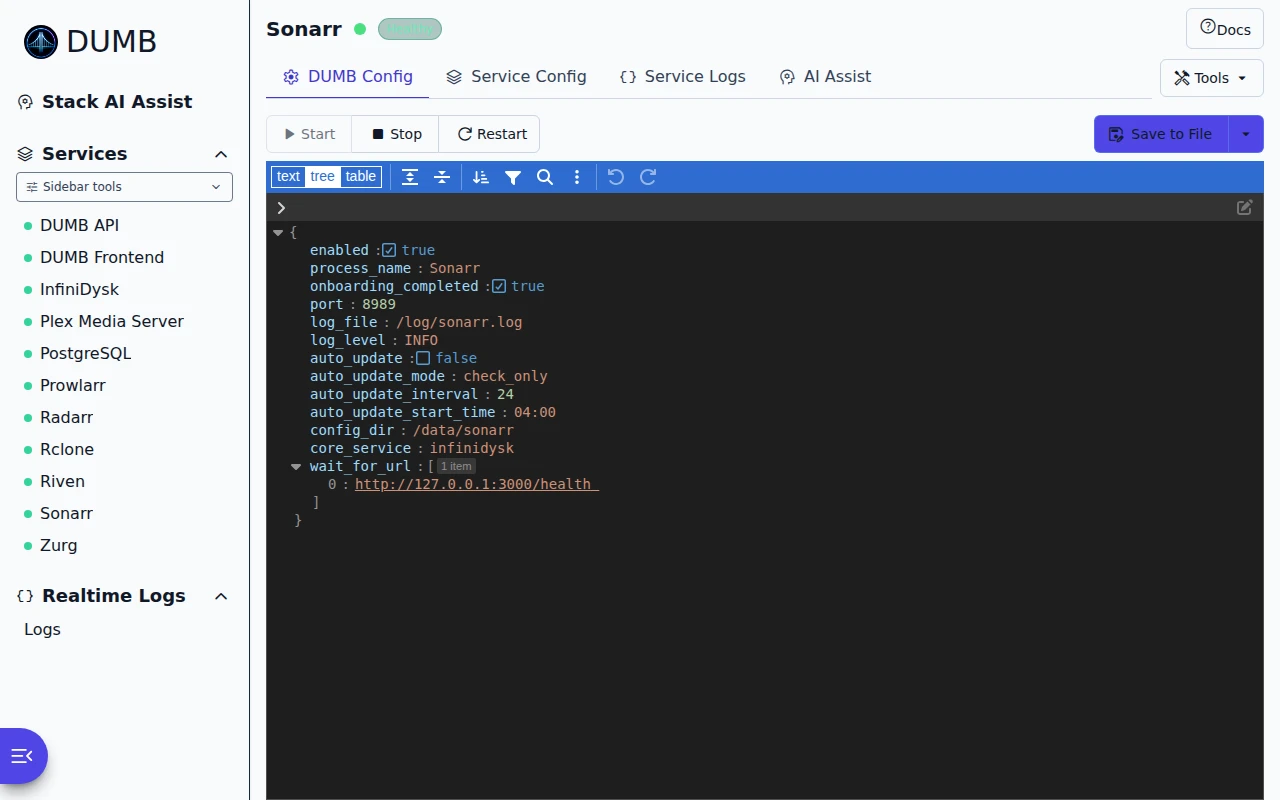 DUMB
Stack AI Assist
Services
Sidebar tools
DUMB API
DUMB Frontend
InfiniDysk
Plex Media Server
PostgreSQL
Prowlarr
Radarr
Rclone
Riven
Sonarr
Zurg
Realtime Logs
Logs
Sonarr
Docs
DUMB Config
Service Config
Service Logs
AI Assist
Tools
Start
Stop
Restart
Save to File
text tree table
{
enabled : true
process_name : Sonarr
onboarding_completed : true
port : 8989
log_file : /log/sonarr.log
log_level : INFO
auto_update : false
auto_update_mode : check_only
auto_update_interval : 24
auto_update_start_time : 04:00
config_dir : /data/sonarr
core_service : infinidysk
wait_for_url : [ 1 item
0 : http://127.0.0.1:3000/health
]
}